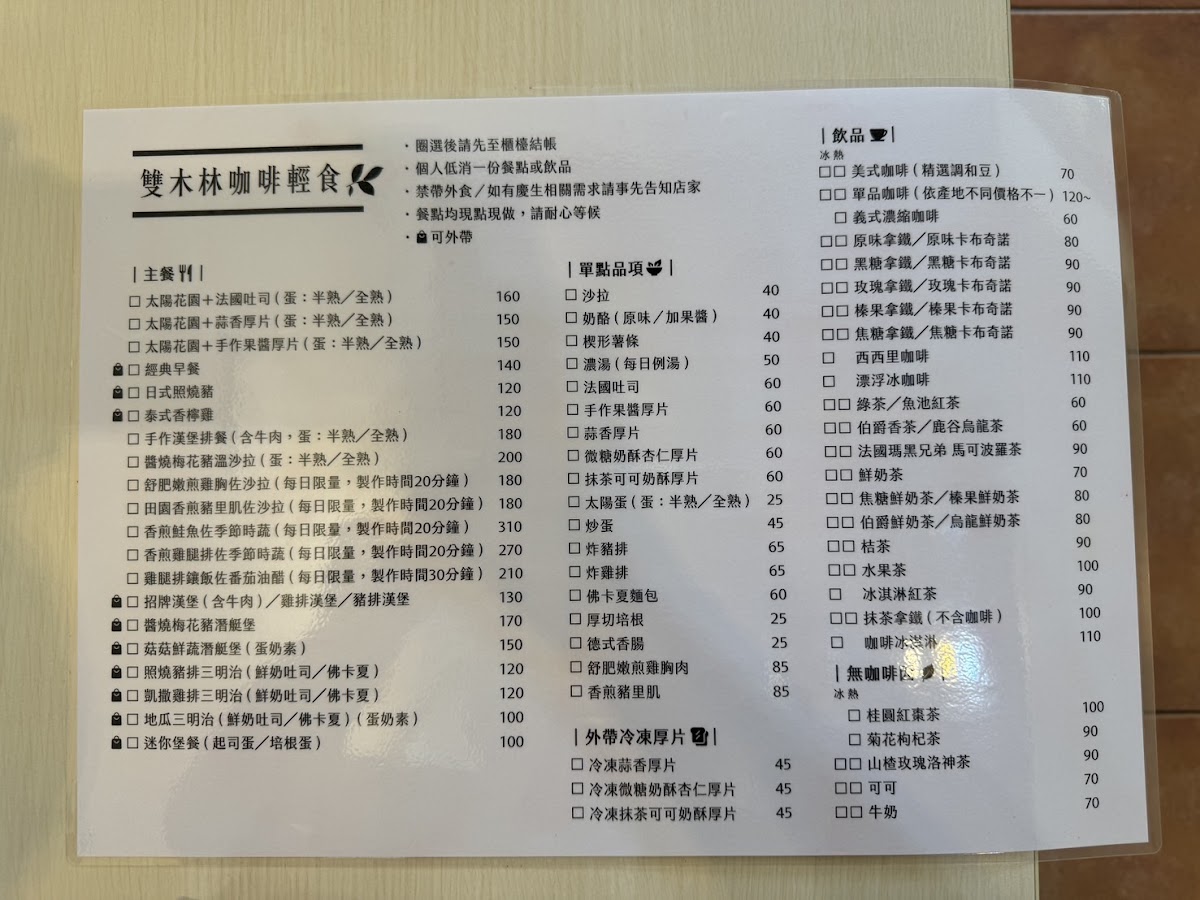 雙木林咖啡輕食
・圈選後請先至櫃檯結帳
・個人低消一份餐點或飲品
・禁帶外食／如有慶生相關需求請事先告知店家
・餐點均現點現做，請耐心等候
・可外帶
｜主餐｜
□ 太陽花園＋法國吐司（蛋：半熟／全熟） 160
□ 太陽花園＋蒜香厚片（蛋：半熟／全熟） 150
□ 太陽花園＋手作果醬厚片（蛋：半熟／全熟） 150
□ 經典早餐 140
□ 日式照燒豬 120
□ 泰式香檸雞 120
□ 手作漢堡排餐（含牛肉，蛋：半熟／全熟） 180
□ 醬燒梅花豬溫沙拉（蛋：半熟／全熟） 200
□ 舒肥嫩煎雞胸佐沙拉（每日限量，製作時間20分鐘） 180
□ 田園香煎豬里肌佐沙拉（每日限量，製作時間20分鐘） 180
□ 香煎鮭魚佐季節時蔬（每日限量，製作時間20分鐘） 310
□ 香煎雞腿排佐季節時蔬（每日限量，製作時間20分鐘） 270
□ 雞腿排鑲飯佐番茄油醋（每日限量，製作時間30分鐘） 210
□ 招牌漢堡（含牛肉）／雞排漢堡／豬排漢堡 130
□ 醬燒梅花豬潛艇堡 170
□ 菇菇鮮蔬潛艇堡（蛋奶素） 150
□ 照燒豬排三明治（鮮奶吐司／佛卡夏） 120
□ 凱撒雞排三明治（鮮奶吐司／佛卡夏） 120
□ 地瓜三明治（鮮奶吐司／佛卡夏）（蛋奶素） 100
□ 迷你堡餐（起司蛋／培根蛋） 100
｜單點品項｜
□ 沙拉 40
□ 奶酪（原味／加果醬） 40
□ 楔形薯條 40
□ 濃湯（每日例湯） 50
□ 法國吐司 60
□ 手作果醬厚片 60
□ 蒜香厚片 60
□ 微糖奶酥杏仁厚片 60
□ 抹茶可可奶酥厚片 60
□ 太陽蛋（蛋：半熟／全熟） 25
□ 炒蛋 45
□ 炸豬排 65
□ 炸雞排 65
□ 佛卡夏麵包 60
□ 厚切培根 25
□ 德式香腸 25
□ 舒肥嫩煎雞胸肉 85
□ 香煎豬里肌 85
｜外帶冷凍厚片｜
□ 冷凍蒜香厚片 45
□ 冷凍微糖奶酥杏仁厚片 45
□ 冷凍抹茶可可奶酥厚片 45
｜飲品｜
冰 熱
□□ 美式咖啡（精選調和豆） 70
□□ 單品咖啡（依產地不同價格不一） 120~
□ 義式濃縮咖啡 60
□□ 原味拿鐵／原味卡布奇諾 80
□□ 黑糖拿鐵／黑糖卡布奇諾 90
□□ 玫瑰拿鐵／玫瑰卡布奇諾 90
□□ 榛果拿鐵／榛果卡布奇諾 90
□□ 焦糖拿鐵／焦糖卡布奇諾 90
□ 西西里咖啡 110
□ 漂浮冰咖啡 110
□□ 綠茶／魚池紅茶 60
□□ 伯爵香茶／鹿谷烏龍茶 60
□□ 法國瑪黑兄弟 馬可波羅茶 90
□□ 鮮奶茶 70
□□ 焦糖鮮奶茶／榛果鮮奶茶 80
□□ 伯爵鮮奶茶／烏龍鮮奶茶 80
□□ 桔茶 90
□□ 水果茶 100
□ 冰淇淋紅茶 90
□□ 抹茶拿鐵（不含咖啡） 100
□ 咖啡冰淇淋 110
｜無咖啡因｜
冰 熱
□ 桂圓紅棗茶 100
□ 菊花枸杞茶 90
□□ 山楂玫瑰洛神茶 90
□□ 可可 70
□□ 牛奶 70